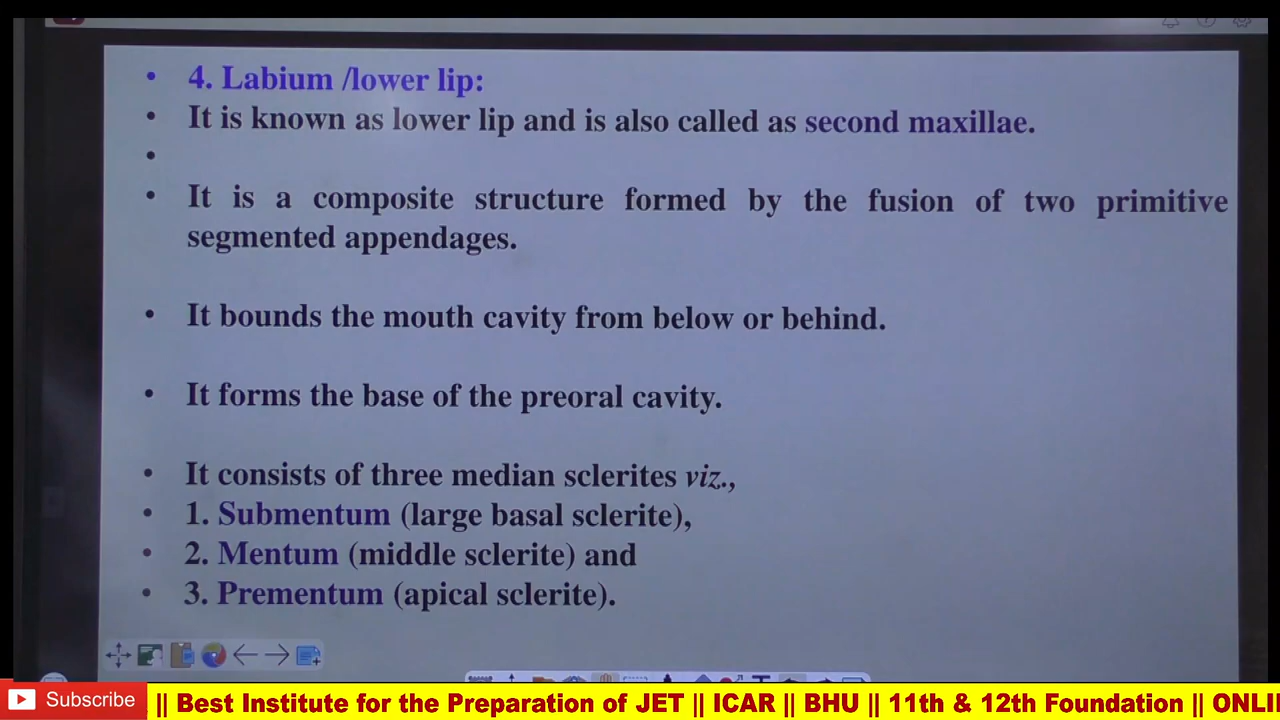 • 4. Labium /lower lip:
• It is known as lower lip and is also called as second maxillae.
•
• It is a composite structure formed by the fusion of two primitive
segmented appendages.
• It bounds the mouth cavity from below or behind.
• It forms the base of the preoral cavity.
• It consists of three median sclerites viz.,
• 1. Submentum (large basal sclerite),
• 2. Mentum (middle sclerite) and
• 3. Prementum (apical sclerite).
Subscribe || Best Institute for the Preparation of JET || ICAR || BHU || 11th & 12th Foundation || ONLI